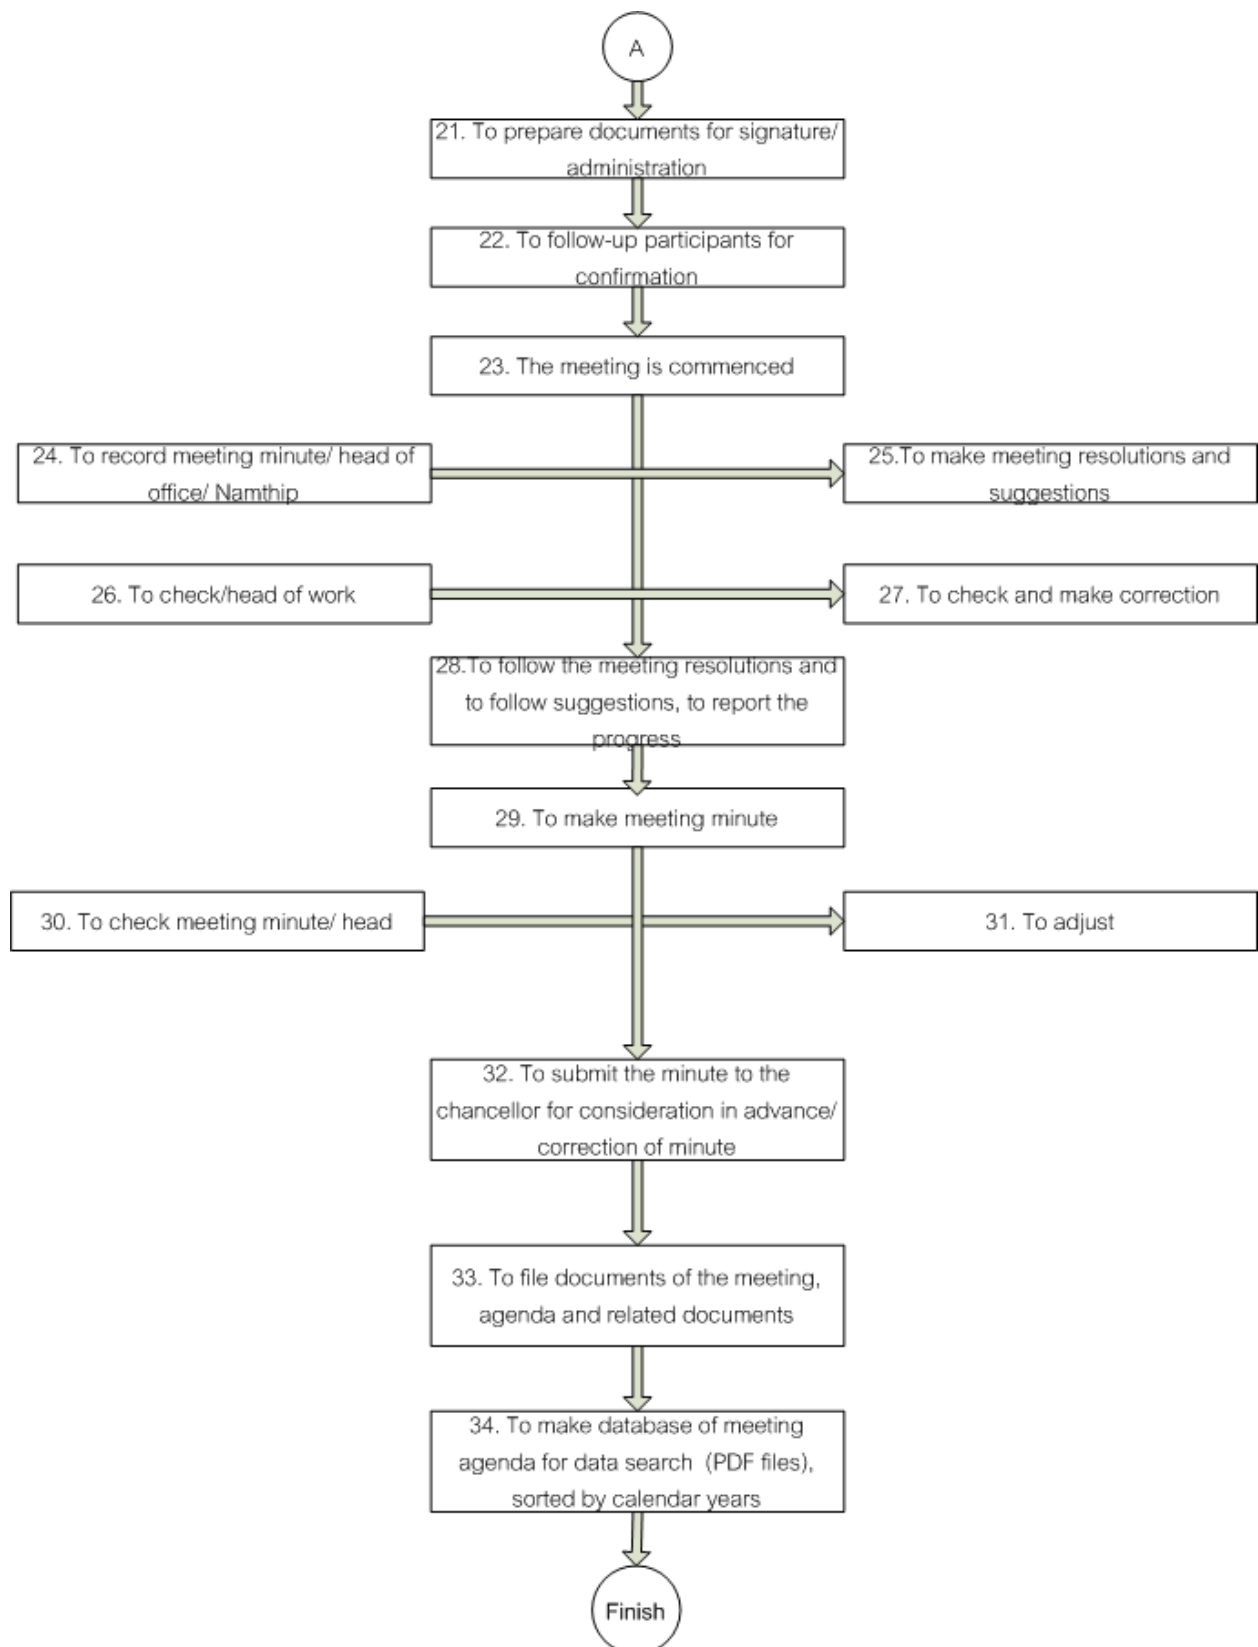 A
21. To prepare documents for signature/
administration
22. To follow-up participants for
confirmation
23. The meeting is commenced
24. To record meeting minute/ head of
office/ Namthip
25.To make meeting resolutions and
suggestions
26. To check/head of work
27. To check and make correction
28.To follow the meeting resolutions and
to follow suggestions, to report the
progress
29. To make meeting minute
30. To check meeting minute/ head
31. To adjust
32. To submit the minute to the
chancellor for consideration in advance/
correction of minute
33. To file documents of the meeting,
agenda and related documents
34. To make database of meeting
agenda for data search (PDF files),
sorted by calendar years
Finish